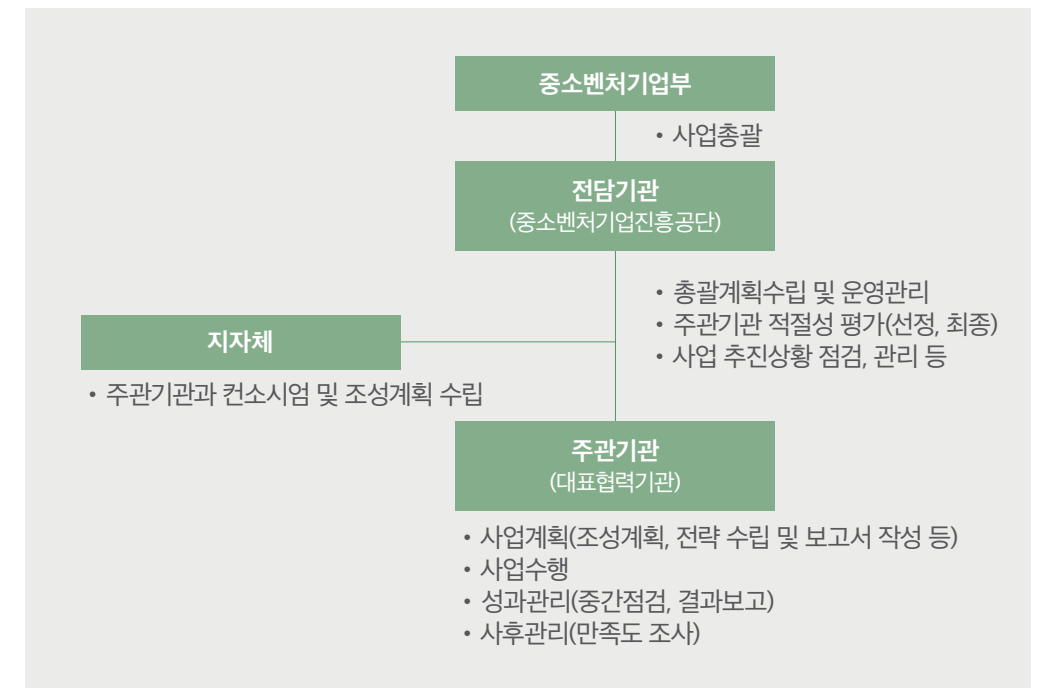 중소벤처기업부
• 사업총괄
전담기관
(중소벤처기업진흥공단)
• 총괄계획수립 및 운영관리
• 주관기관 적절성 평가(선정, 최종)
• 사업 추진상황 점검, 관리 등
지자체
• 주관기관과 컨소시엄 및 조성계획 수립
주관기관
(대표협력기관)
• 사업계획(조성계획, 전략 수립 및 보고서 작성 등)
• 사업수행
• 성과관리(중간점검, 결과보고)
• 사후관리(만족도 조사)